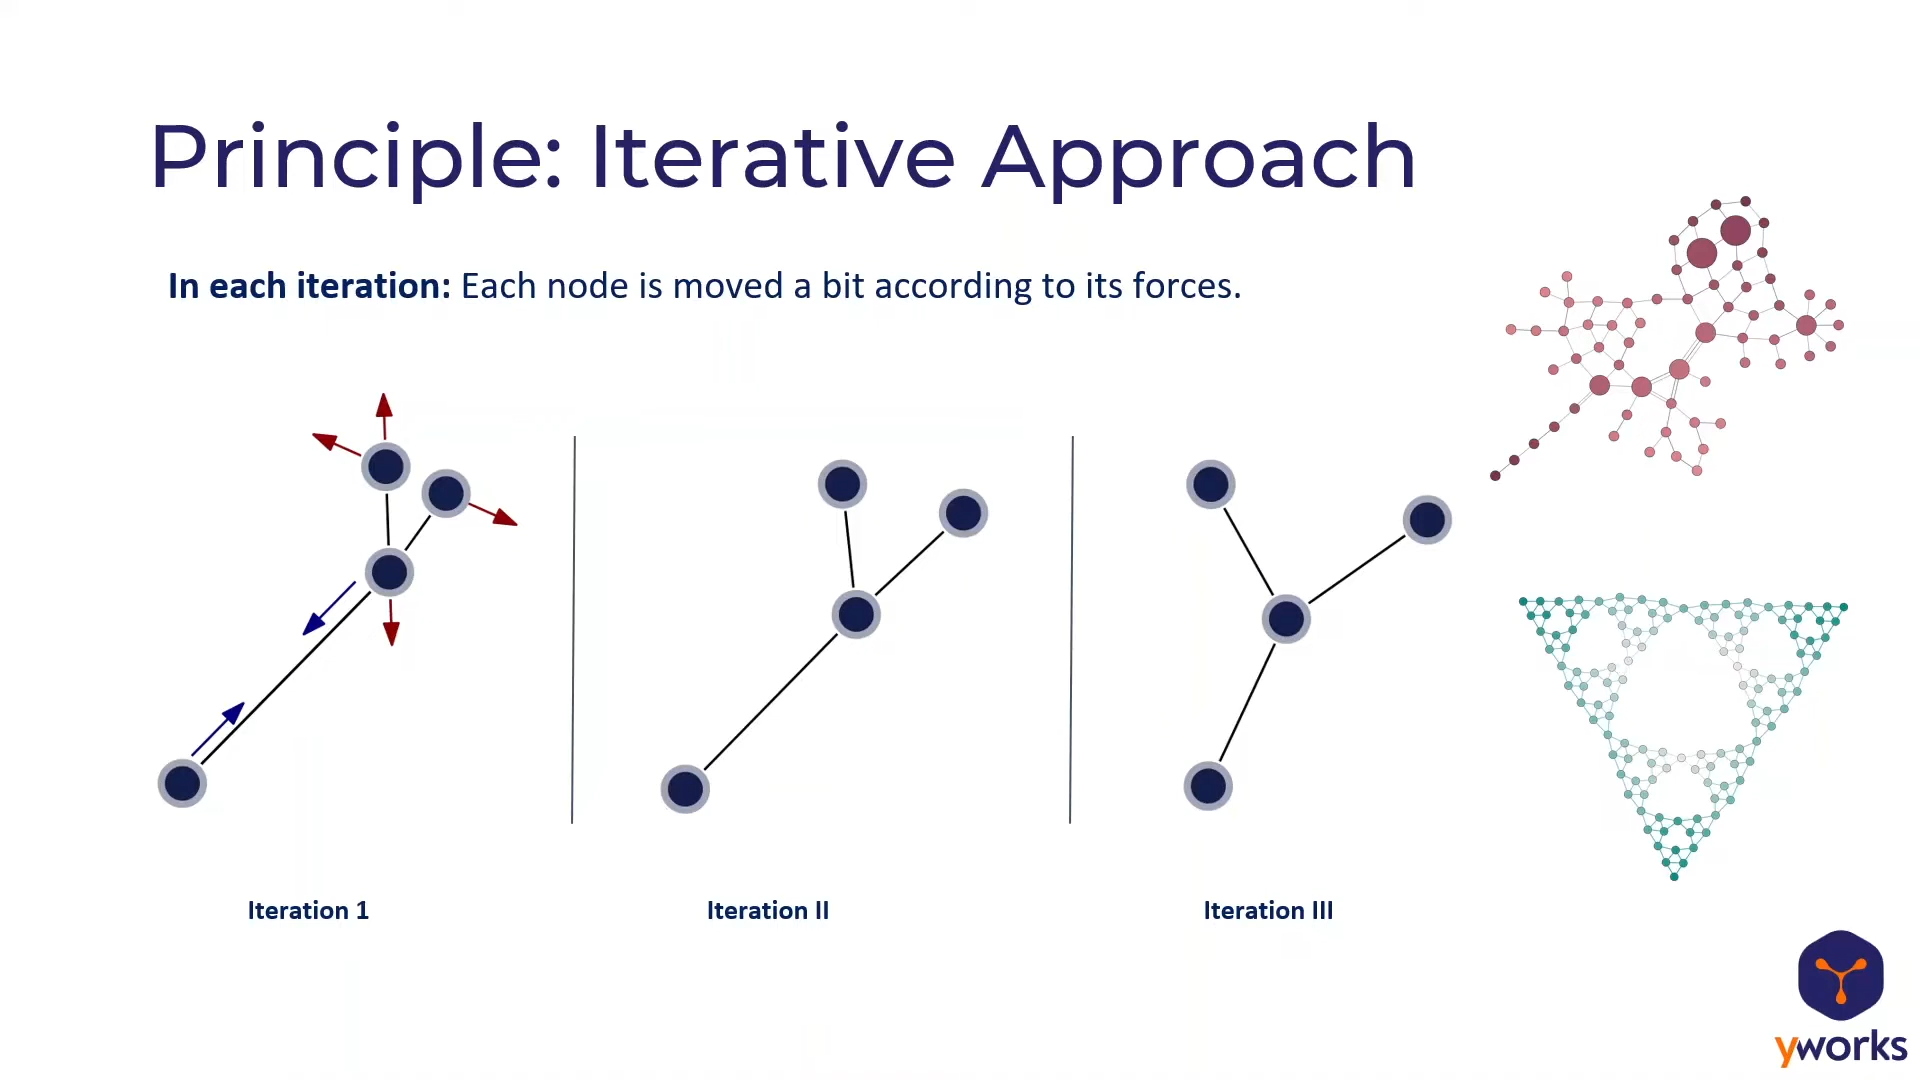 Principle: Iterative Approach
In each iteration: Each node is moved a bit according to its forces.
Iteration 1
Iteration II
Iteration III
yworks